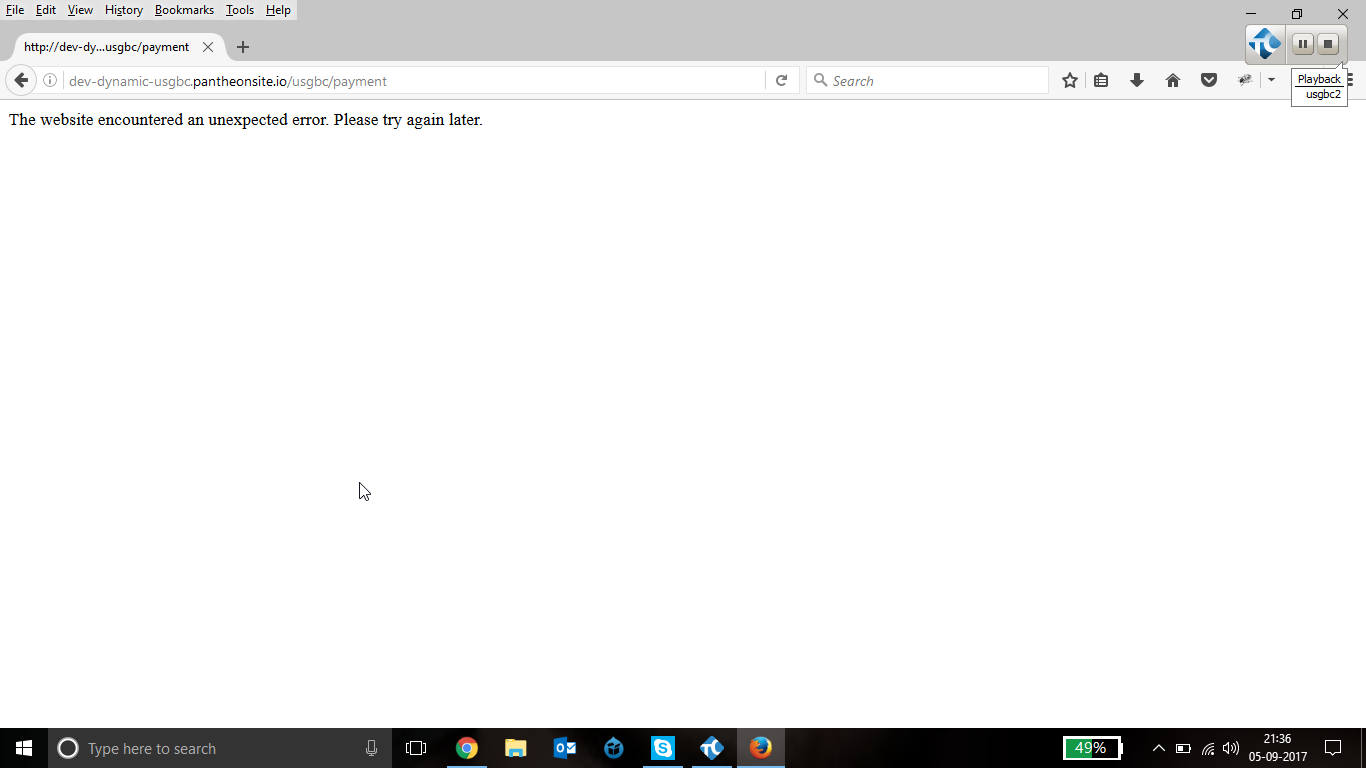 File Edit View History Bookmarks Tools Help
http://dev-dy...usgbc/payment
dev-dynamic-usgbc.pantheonsite.io/usgbc/payment
Search
Playback
usgbc2
The website encountered an unexpected error. Please try again later.
Type here to search
49%
21:36
05-09-2017